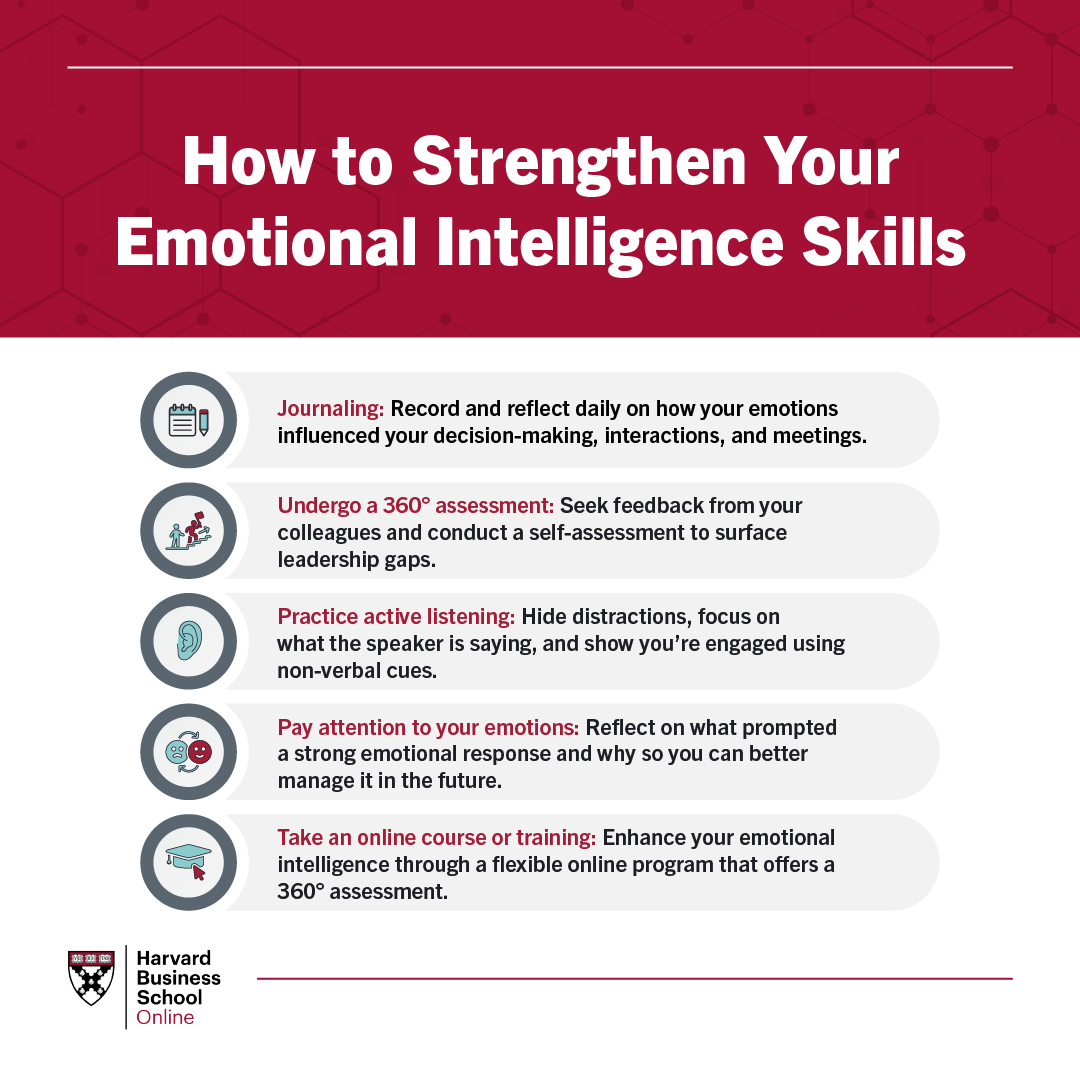 How to Strengthen Your
Emotional Intelligence Skills
Journaling: Record and reflect daily on how your emotions
influenced your decision-making, interactions, and meetings.
Undergo a 360° assessment: Seek feedback from your
colleagues and conduct a self-assessment to surface
leadership gaps.
Practice active listening: Hide distractions, focus on
what the speaker is saying, and show you’re engaged using
non-verbal cues.
Pay attention to your emotions: Reflect on what prompted
a strong emotional response and why so you can better
manage it in the future.
Take an online course or training: Enhance your emotional
intelligence through a flexible online program that offers a
360° assessment.
Harvard
Business
School
Online